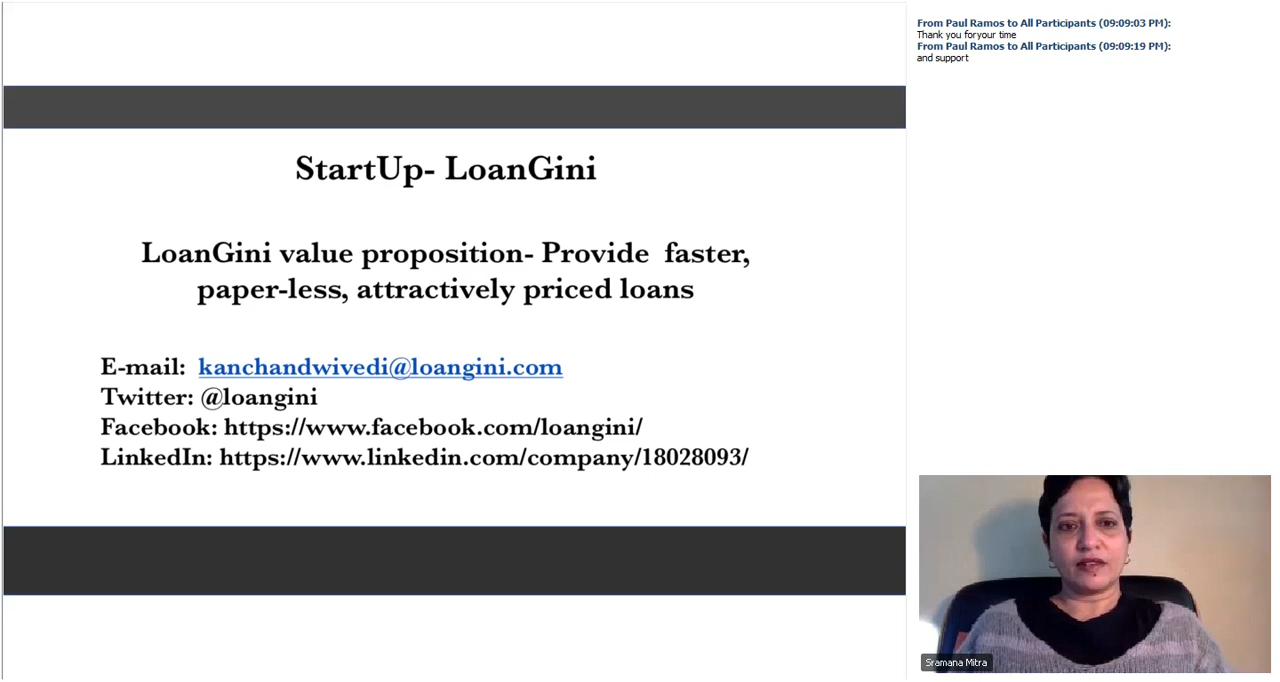 StartUp- LoanGini
LoanGini value proposition- Provide faster,
paper-less, attractively priced loans
E-mail: kanchandwivedi@loangini.com
Twitter: @loangini
Facebook: https://www.facebook.com/loangini/
LinkedIn: https://www.linkedin.com/company/18028093/
From Paul Ramos to All Participants (09:09:03 PM):
Thank you foryour time
From Paul Ramos to All Participants (09:09:19 PM):
and support
Sramana Mitra